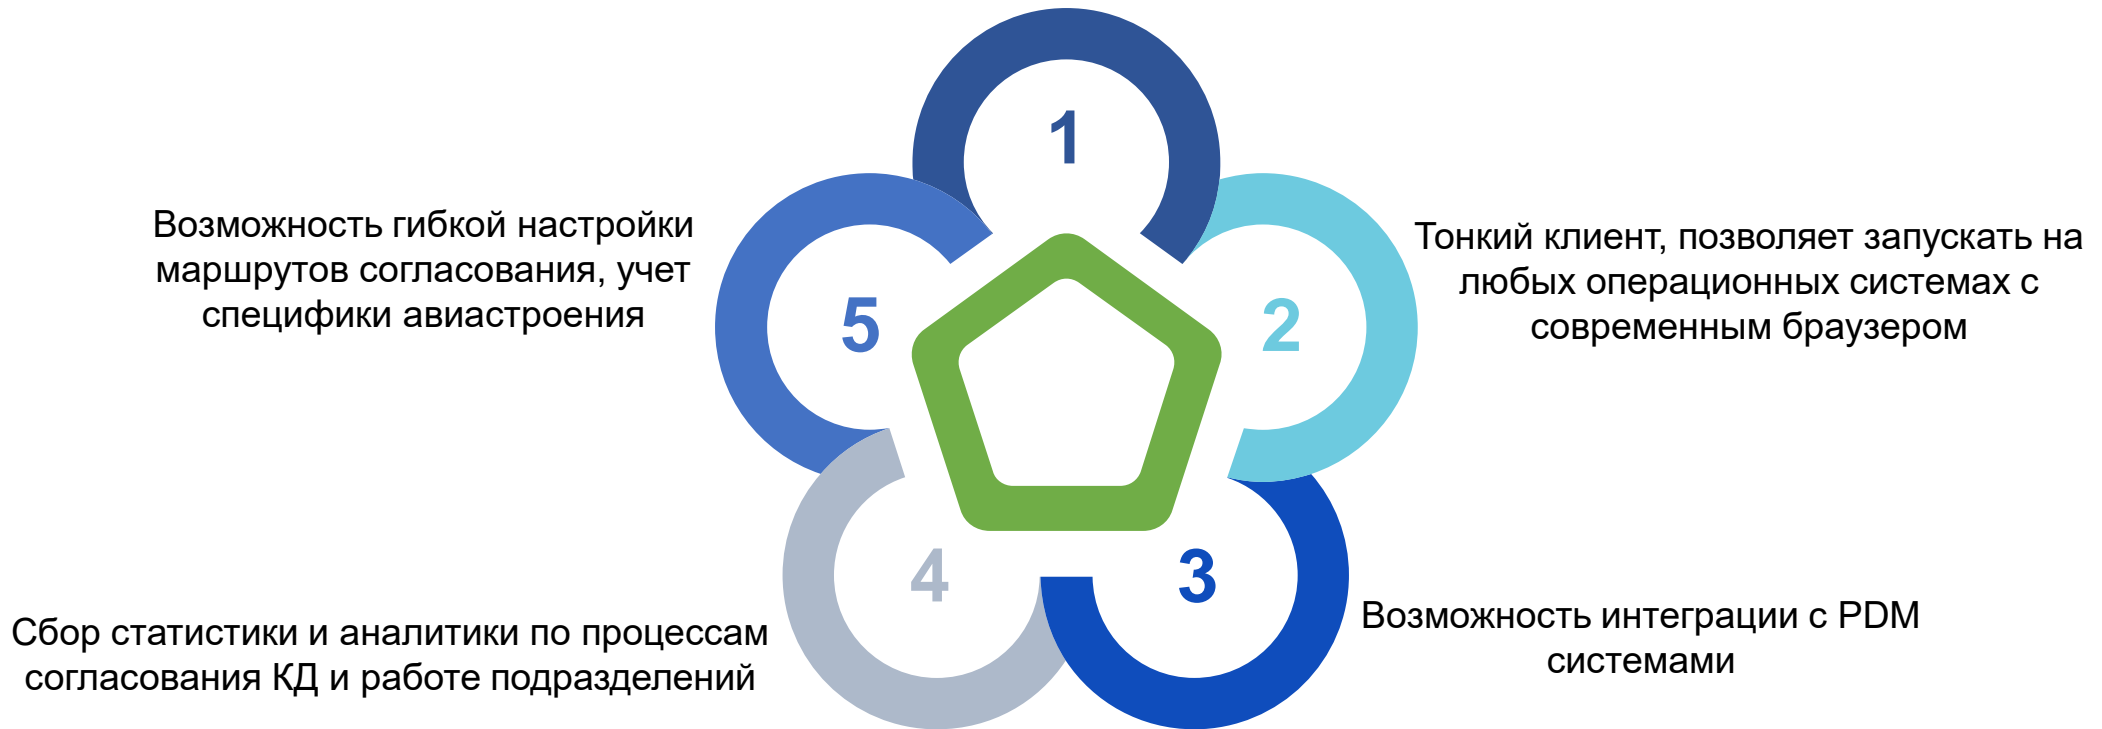 1
Возможность гибкой настройки
маршрутов согласования, учет
специфики авиастроения
5
2
Тонкий клиент, позволяет запускать на
любых операционных системах с
современным браузером
4
3
Сбор статистики и аналитики по процессам
согласования КД и работе подразделений
Возможность интеграции с PDM
системами